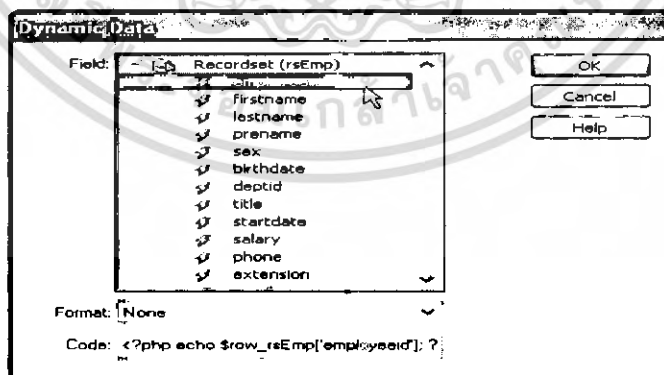 Dynamic Data
Field: Recordset (rsEmp)
firstname
lastname
prename
sex
birthdate
deptid
title
startdate
salary
phone
extension
OK
Cancel
Help
Format: None
Code: <?php echo $row_rsEmp['employeeid']; ?